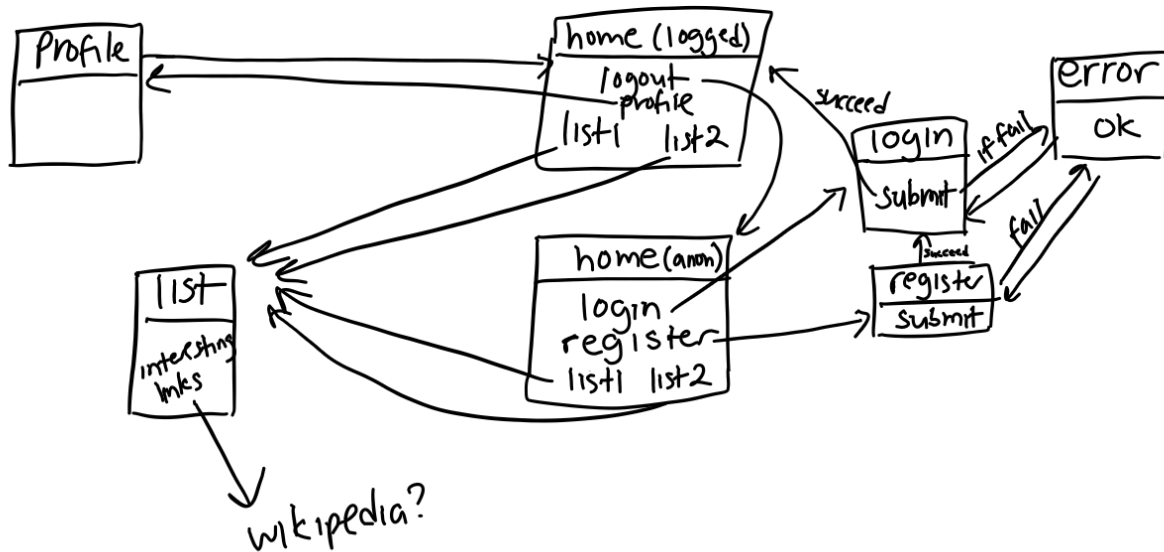 Profile
home (logged)
logout
profile
list1 list2
succeed
login
submit
if fail
error
ok
fail
succeed
register
submit
home (anon)
login
register
list1 list2
list
interesting
links
wikipedia?